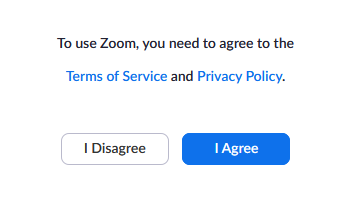 To use Zoom, you need to agree to the
Terms of Service and Privacy Policy.
I Disagree
I Agree